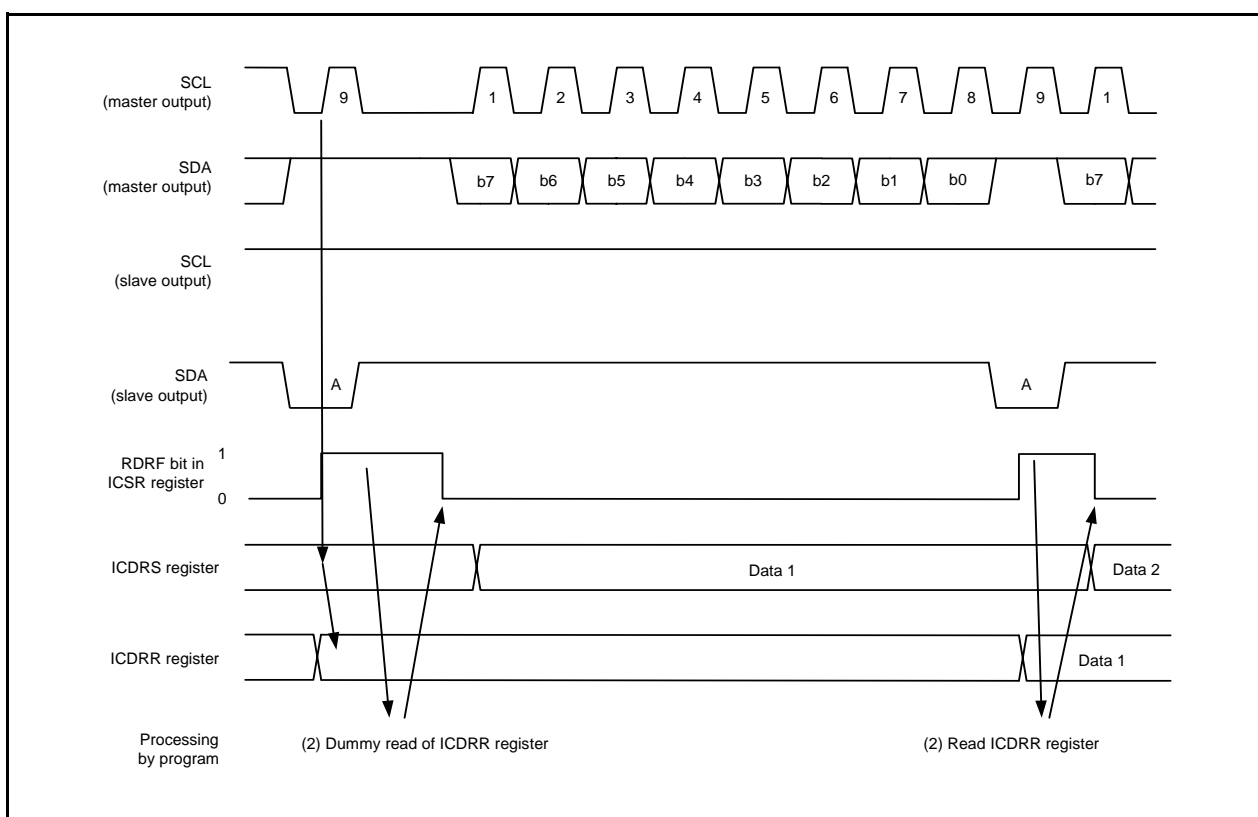 SCL
(master output)
9 1 2 3 4 5 6 7 8 9 1
SDA
(master output)
b7 b6 b5 b4 b3 b2 b1 b0 b7
SCL
(slave output)
SDA
(slave output)
A A
RDRF bit in
ICSR register
1
0
ICDRS register
Data 1 Data 2
ICDRR register
Data 1
Processing
by program
(2) Dummy read of ICDRR register (2) Read ICDRR register